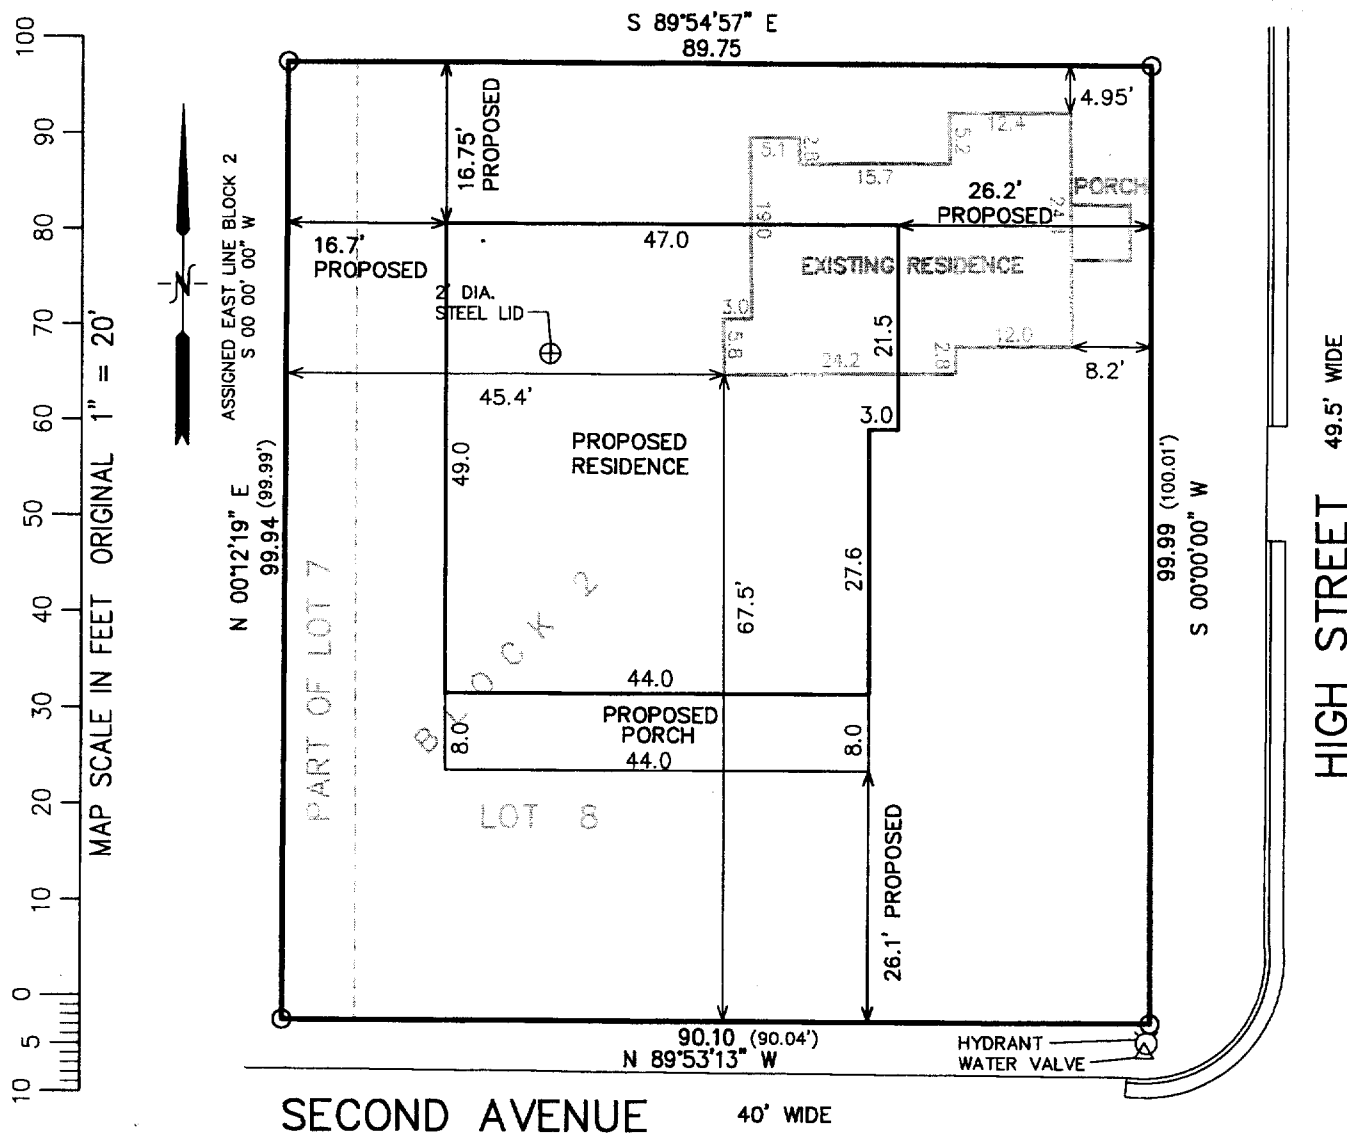 S 89°54'57" E
89.75
100
90
80
70
60
50
40
30
20
10
0
5
10
MAP SCALE IN FEET ORIGINAL 1" = 20'
N
ASSIGNED EAST LINE BLOCK 2
S 00°00'00" W
N 00°12'19" E
99.94 (99.99')
16.75'
PROPOSED
4.95'
12.4
5.2
5.1
2.8
15.7
PORCH
24.1
26.2'
PROPOSED
19.0
16.7'
PROPOSED
47.0
EXISTING RESIDENCE
2' DIA.
STEEL LID
3.0
5.8
21.5
24.2
2.8
12.0
8.2'
45.4'
3.0
PROPOSED
RESIDENCE
49.0
27.6
67.5'
99.99 (100.01')
S 00°00'00" W
49.5' WIDE
HIGH STREET
PART OF LOT 7
BLOCK 2
44.0
PROPOSED
PORCH
8.0
8.0
44.0
LOT 8
26.1' PROPOSED
90.10 (90.04')
N 89°53'13" W
HYDRANT
WATER VALVE
SECOND AVENUE 40' WIDE